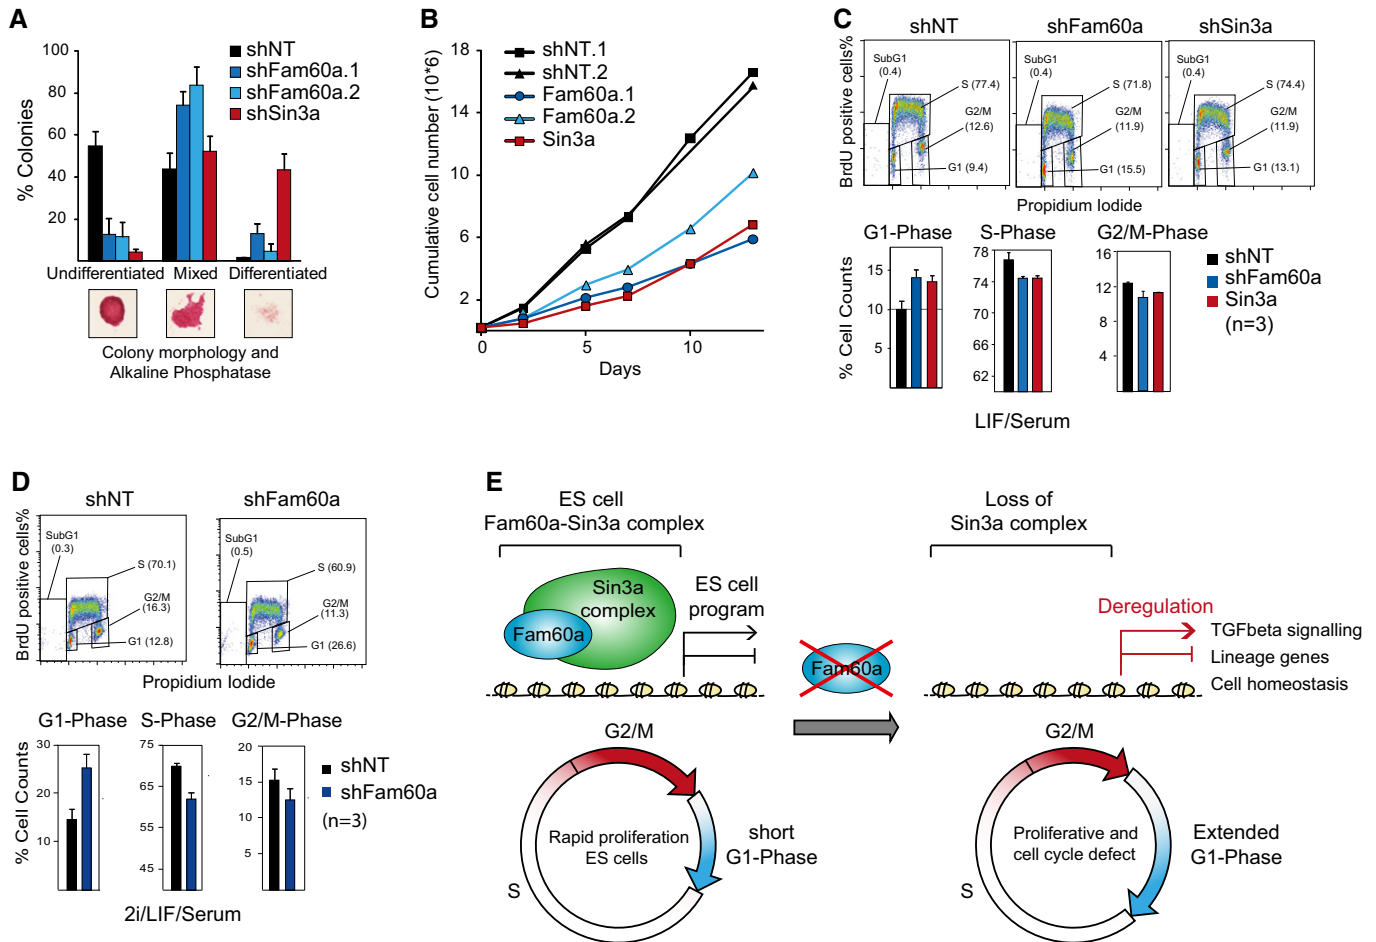 A
% Colonies
100
80
60
40
20
shNT
shFam60a.1
shFam60a.2
shSin3a
Undifferentiated Mixed Differentiated
Colony morphology and
Alkaline Phosphatase
B
Cumulative cell number (10*6)
18
14
10
6
2
shNT.1
shNT.2
Fam60a.1
Fam60a.2
Sin3a
0 5 10
Days
C
shNT shFam60a shSin3a
BrdU positive cells%
SubG1
(0.4)
S (77.4)
G2/M
(12.6)
G1 (9.4)
SubG1
(0.4)
S (71.8)
G2/M
(11.9)
G1 (15.5)
SubG1
(0.4)
S (74.4)
G2/M
(11.9)
G1 (13.1)
Propidium Iodide
G1-Phase S-Phase G2/M-Phase
% Cell Counts
15
10
5
78
74
70
66
62
16
12
8
4
shNT
shFam60a
Sin3a
(n=3)
LIF/Serum
D
shNT shFam60a
BrdU positive cells%
SubG1
(0.3)
S (70.1)
G2/M
(16.3)
G1 (12.8)
SubG1
(0.5)
S (60.9)
G2/M
(11.3)
G1 (26.6)
Propidium Iodide
G1-Phase S-Phase G2/M-Phase
% Cell Counts
30
20
10
75
65
55
45
20
15
10
5
shNT
shFam60a
(n=3)
2i/LIF/Serum
E
ES cell
Fam60a-Sin3a complex
Sin3a
complex
Fam60a
ES cell
program
Fam60a
Loss of
Sin3a complex
Deregulation
TGFbeta signalling
Lineage genes
Cell homeostasis
G2/M
Rapid proliferation
ES cells
short
G1-Phase
S
G2/M
Proliferative and
cell cycle defect
Extended
G1-Phase
S